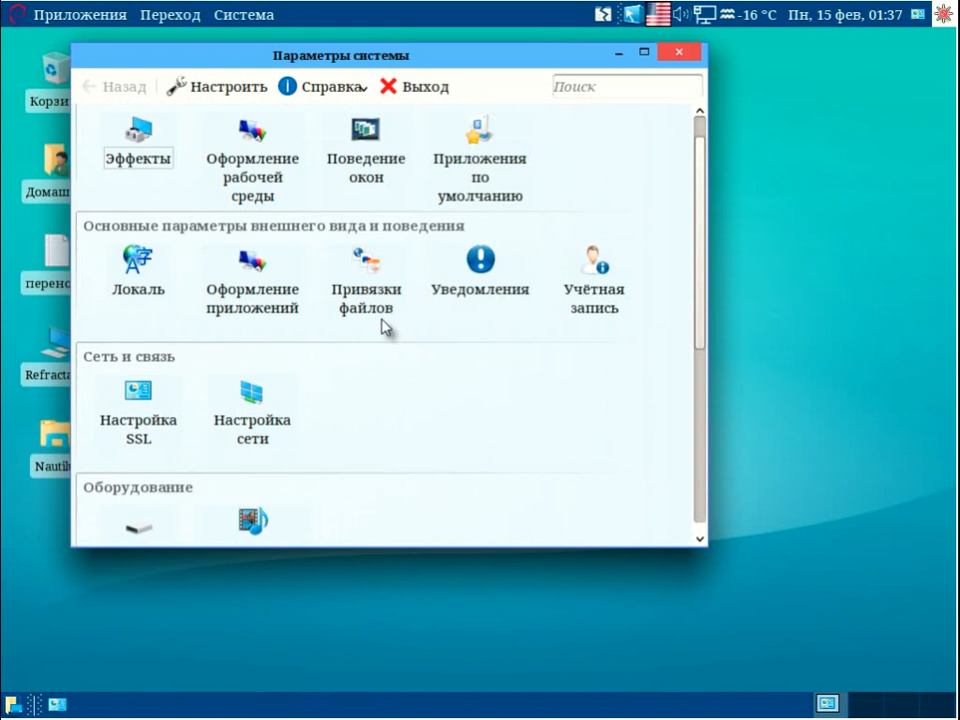 Приложения Переход Система
-16 °C Пн, 15 фев, 01:37
Параметры системы
Назад Настроить Справка Выход Поиск
Корзи
Эффекты
Оформление
рабочей
среды
Поведение
окон
Приложения
по
умолчанию
Домаш
Основные параметры внешнего вида и поведения
Локаль
Оформление
приложений
Привязки
файлов
Уведомления
Учётная
запись
перено
Сеть и связь
Refracta
Настройка
SSL
Настройка
сети
Nautil
Оборудование